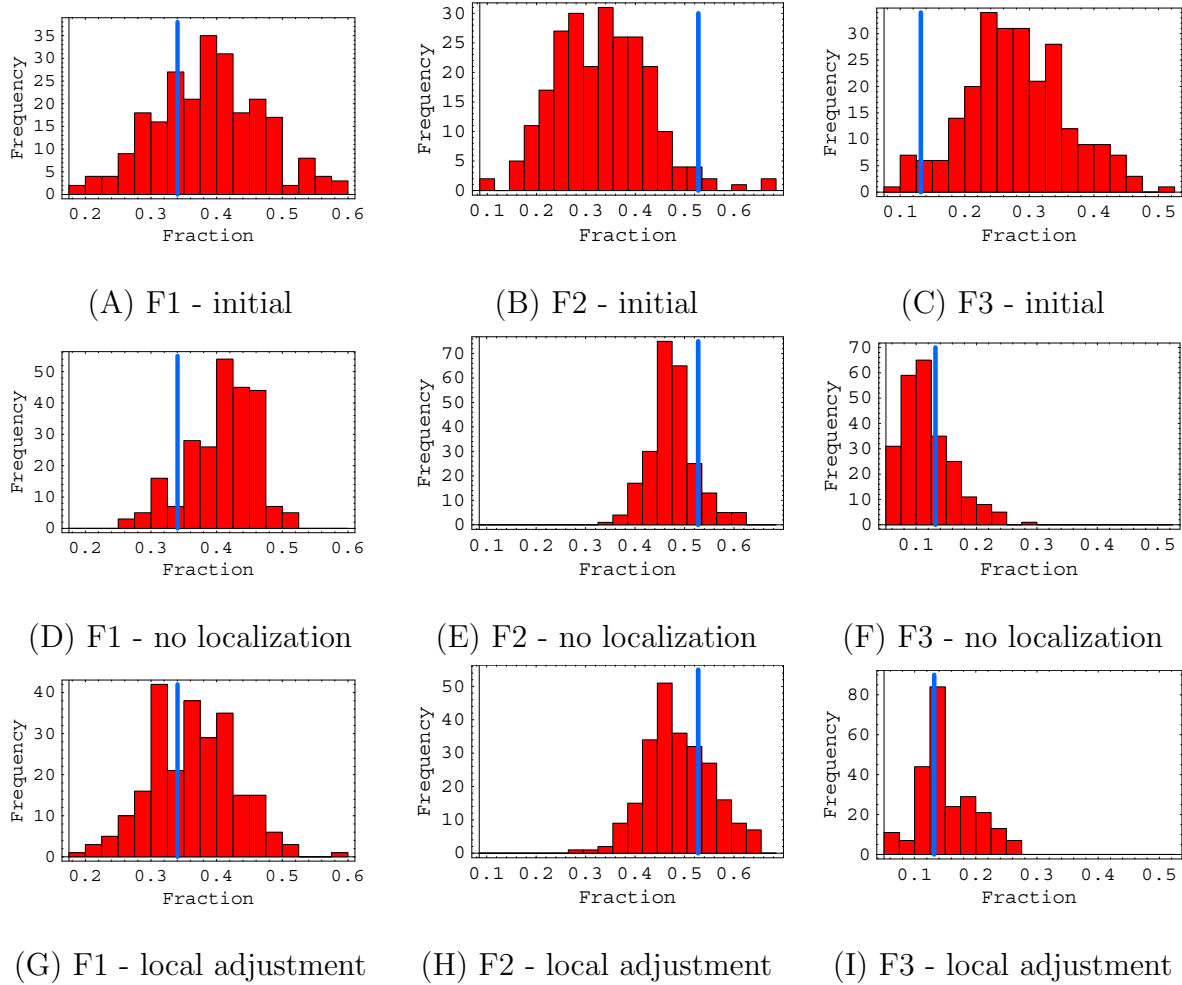 35
30
25
20
15
10
5
0
Frequency
0.2 0.3 0.4 0.5 0.6
Fraction
(A) F1 - initial
30
25
20
15
10
5
0
Frequency
0.1 0.2 0.3 0.4 0.5 0.6
Fraction
(B) F2 - initial
30
25
20
15
10
5
0
Frequency
0.1 0.2 0.3 0.4 0.5
Fraction
(C) F3 - initial
50
40
30
20
10
0
Frequency
0.2 0.3 0.4 0.5 0.6
Fraction
(D) F1 - no localization
70
60
50
40
30
20
10
0
Frequency
0.1 0.2 0.3 0.4 0.5 0.6
Fraction
(E) F2 - no localization
70
60
50
40
30
20
10
0
Frequency
0.1 0.2 0.3 0.4 0.5
Fraction
(F) F3 - no localization
40
30
20
10
0
Frequency
0.2 0.3 0.4 0.5 0.6
Fraction
(G) F1 - local adjustment
50
40
30
20
10
0
Frequency
0.1 0.2 0.3 0.4 0.5 0.6
Fraction
(H) F2 - local adjustment
80
60
40
20
0
Frequency
0.1 0.2 0.3 0.4 0.5
Fraction
(I) F3 - local adjustment